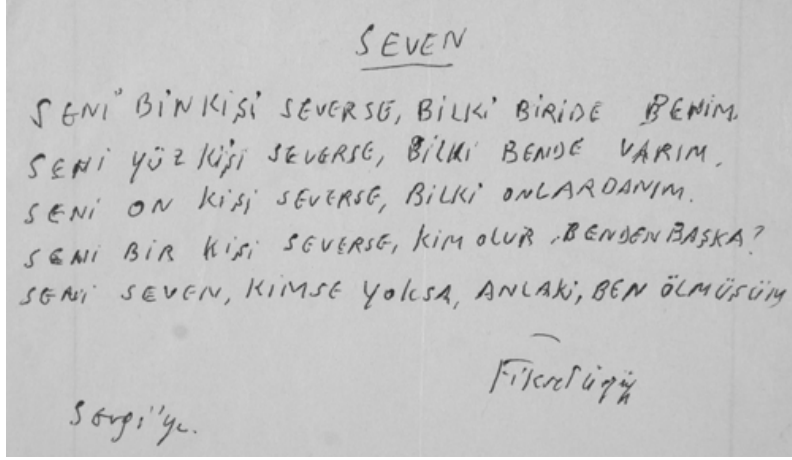 SEVEN
SENİ BİN KİŞİ SEVERSE, BİLKİ BİRİDE BENİM.
SENİ YÜZ KİŞİ SEVERSE, BİLKİ BENDE VARIM.
SENİ ON KİŞİ SEVERSE, BİLKİ ONLARDANIM.
SENİ BİR KİŞİ SEVERSE, KİM OLUR BENDEN BAŞKA?
SENİ SEVEN, KİMSE YOKSA, ANLAKİ, BEN ÖLMÜŞÜM
Fikret
Sevgi'ye.